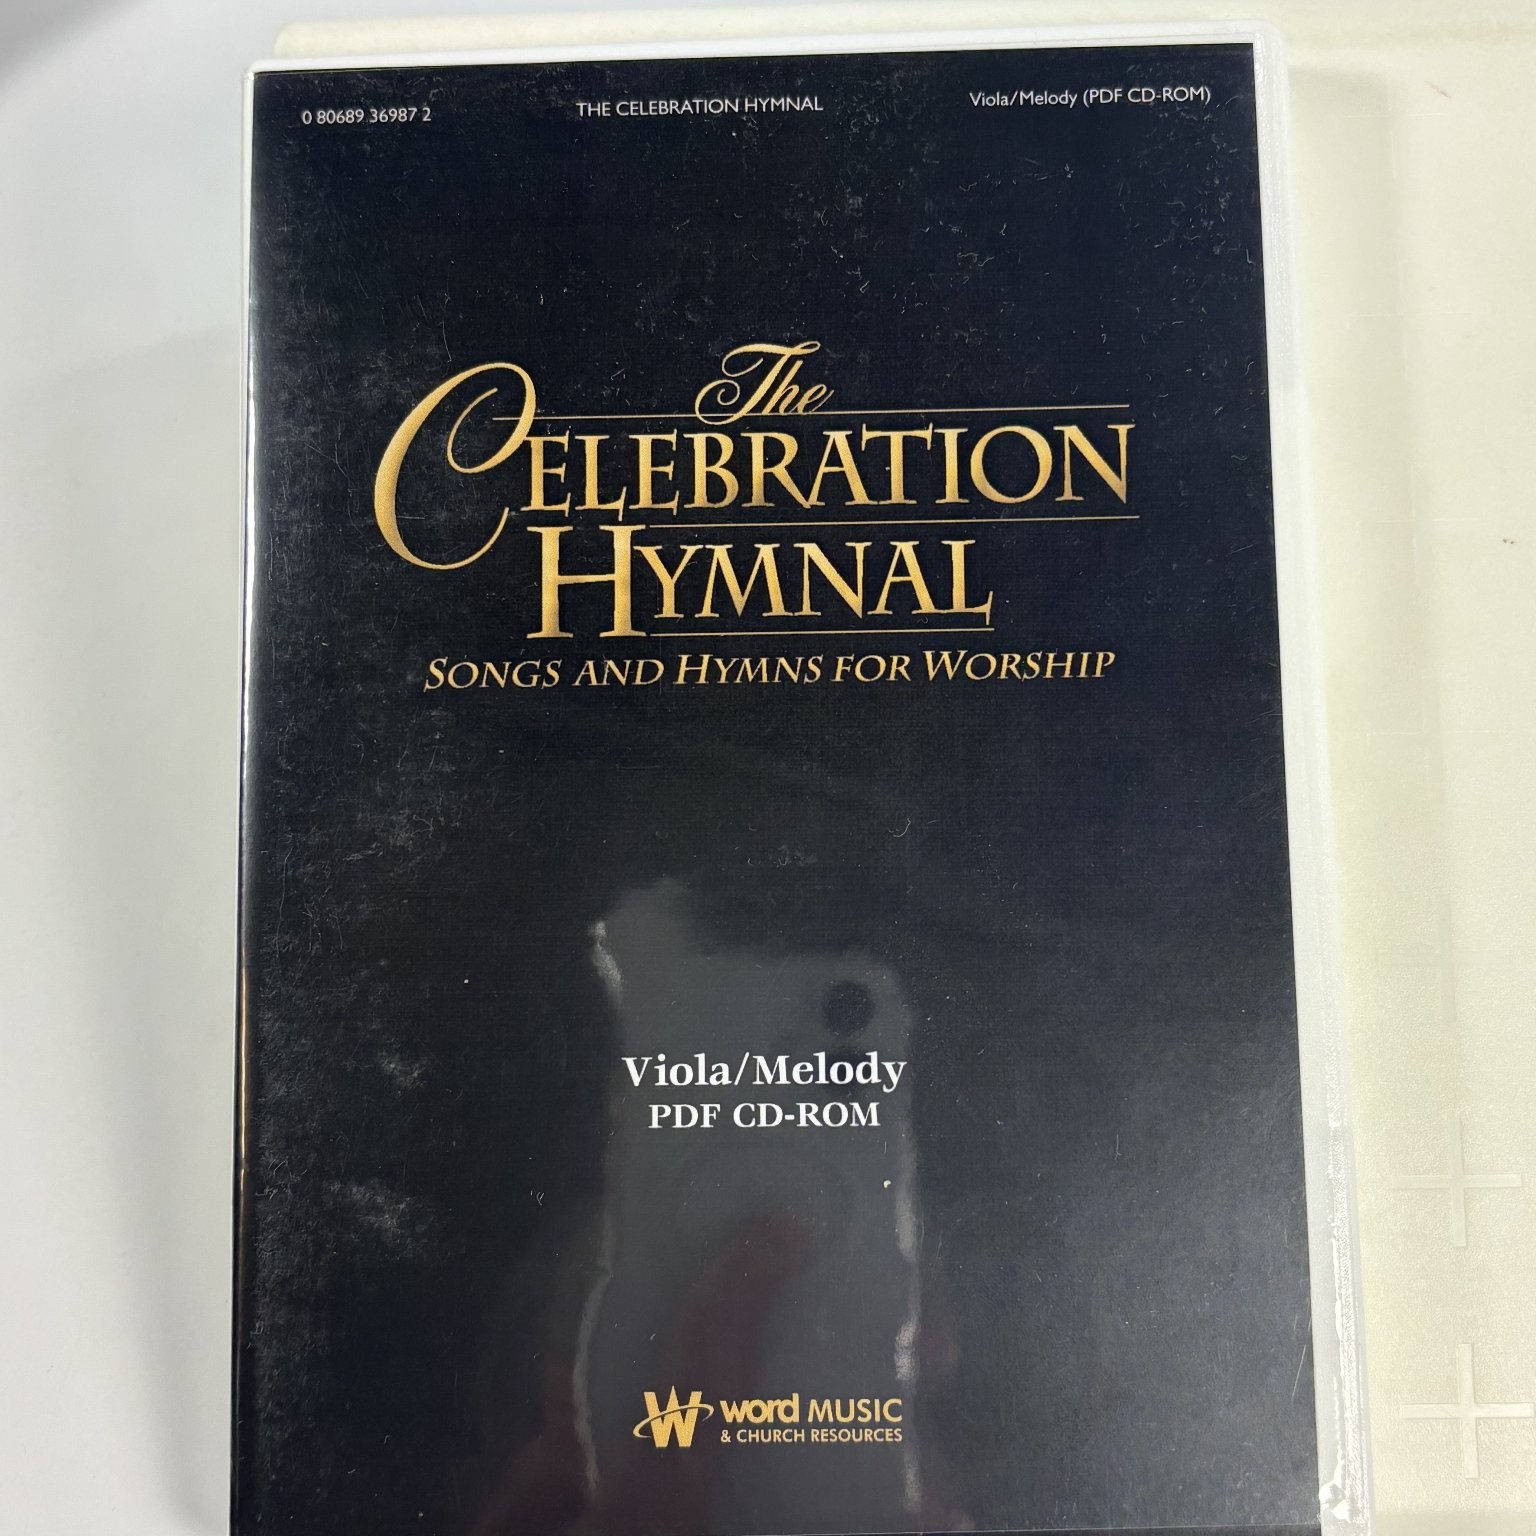 0 80689 36987 2
THE CELEBRATION HYMNAL
Viola/Melody (PDF CD-ROM)
The
CELEBRATION
HYMNAL
SONGS AND HYMNS FOR WORSHIP
Viola/Melody
PDF CD-ROM
W word MUSIC
& CHURCH RESOURCES